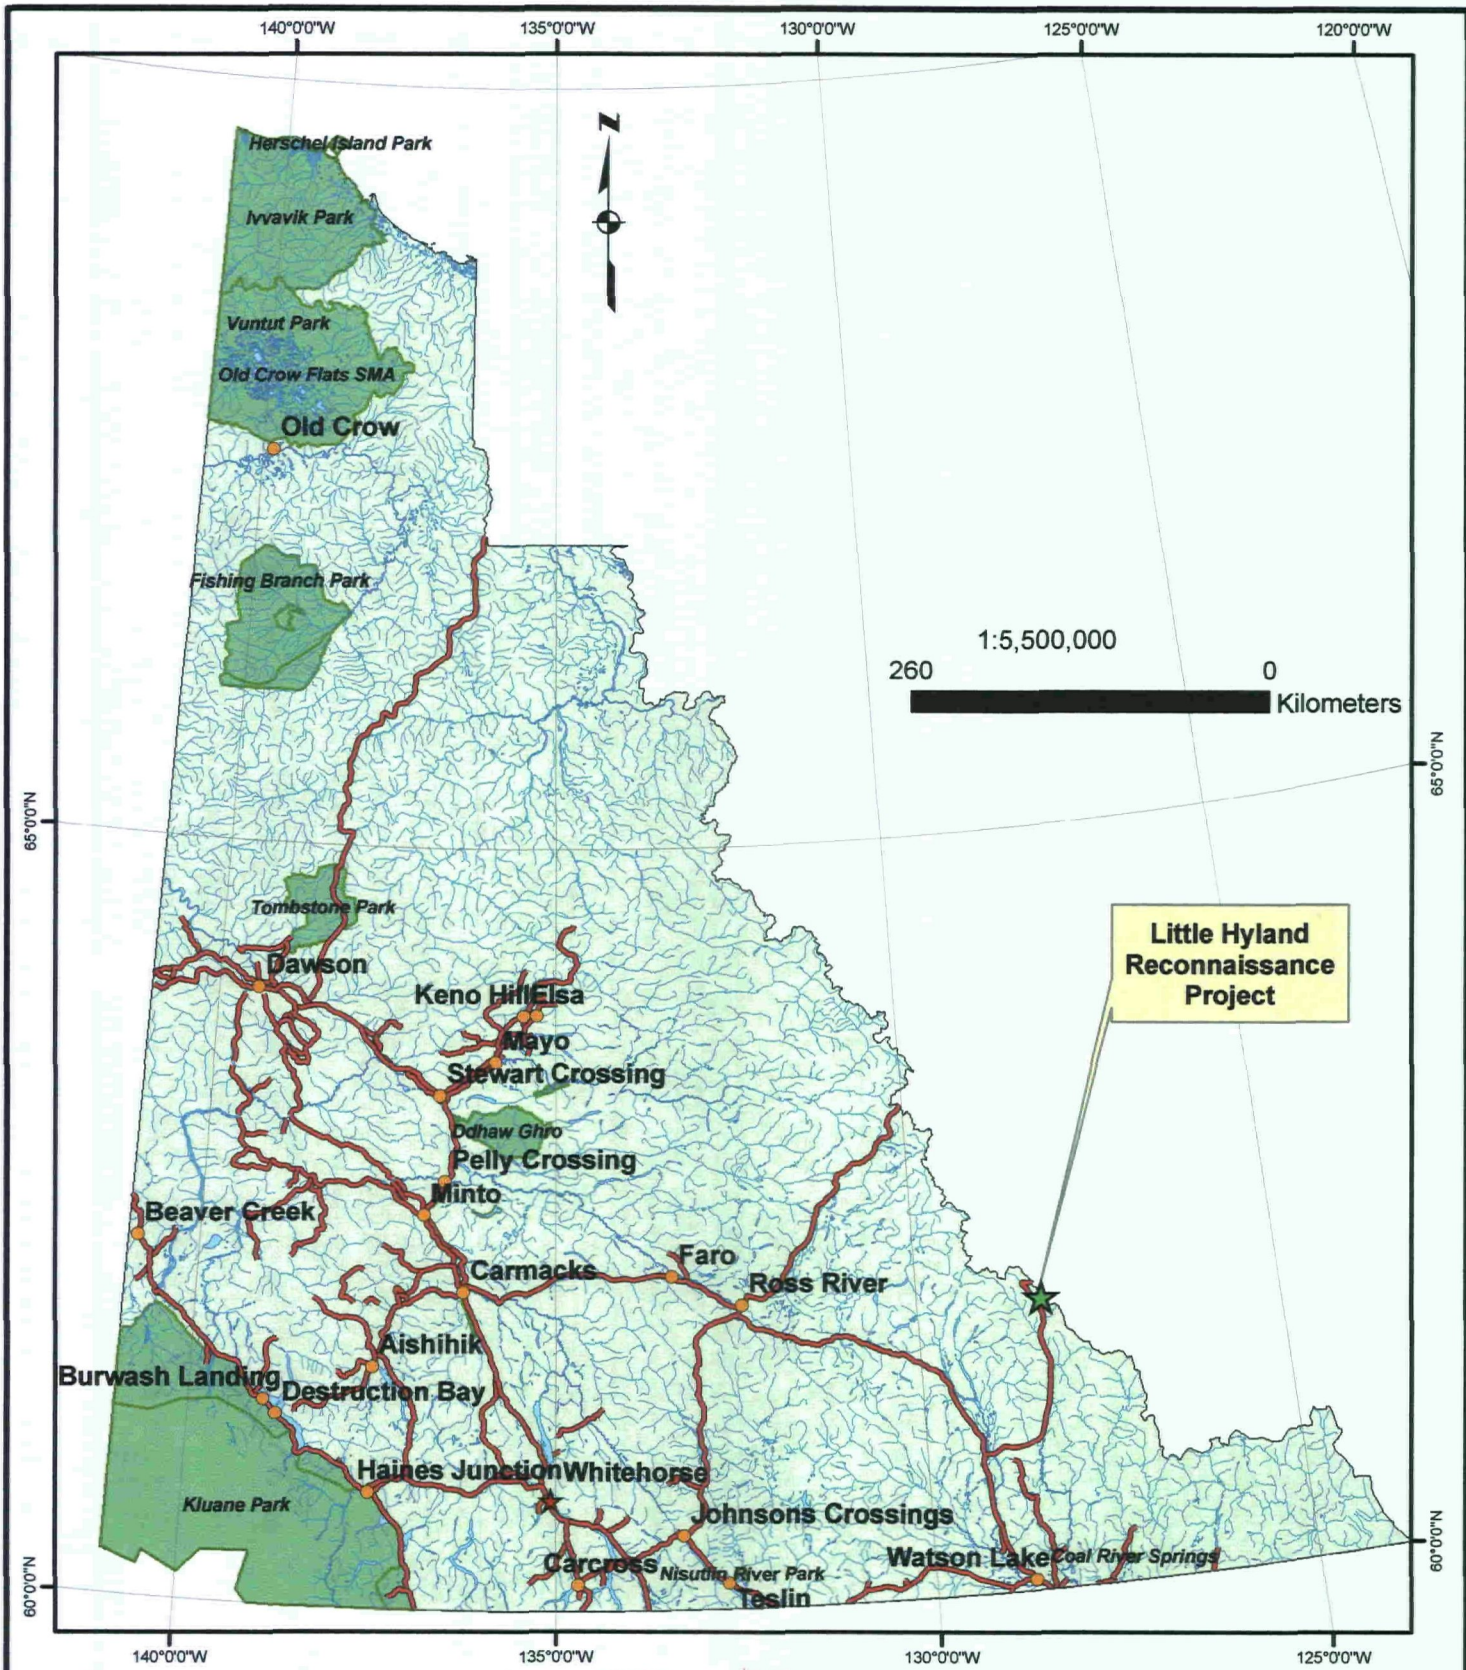 140°0'0"W
135°0'0"W
130°0'0"W
125°0'0"W
120°0'0"W
N
Herschel Island Park
Ivvavik Park
Vuntut Park
Old Crow Flats SMA
Old Crow
Fishing Branch Park
1:5,500,000
260
0
Kilometers
65°0'0"N
65°0'0"N
Tombstone Park
Little Hyland
Reconnaissance
Project
Dawson
Keno Hill
Elsa
Mayo
Stewart Crossing
Ddhaw Ghro
Pelly Crossing
Minto
Beaver Creek
Faro
Carmacks
Ross River
Aishihik
Burwash Landing
Destruction Bay
Haines Junction
Whitehorse
Kluane Park
Johnsons Crossings
Watson Lake
Coal River Springs
Carcross
Nisutlin River Park
Teslin
60°0'0"N
60°0'0"N
140°0'0"W
135°0'0"W
130°0'0"W
125°0'0"W